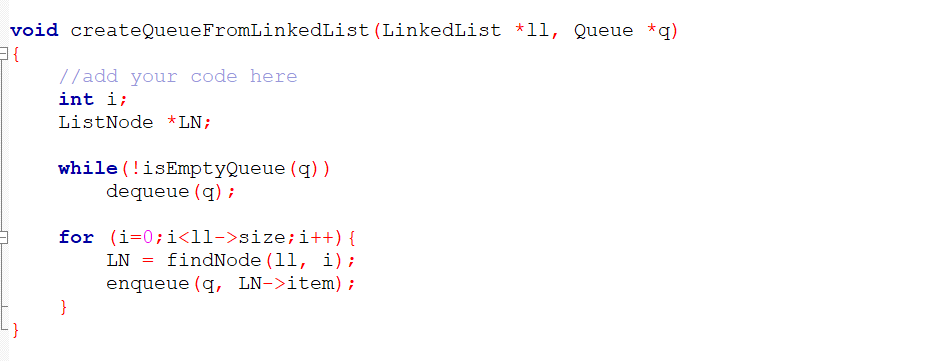 void createQueueFromLinkedList(LinkedList *ll, Queue *q)
{
    //add your code here
    int i;
    ListNode *LN;
    while(!isEmptyQueue(q))
        dequeue(q);
    for (i=0;i<ll->size;i++){
        LN = findNode(ll, i);
        enqueue(q, LN->item);
    }
}